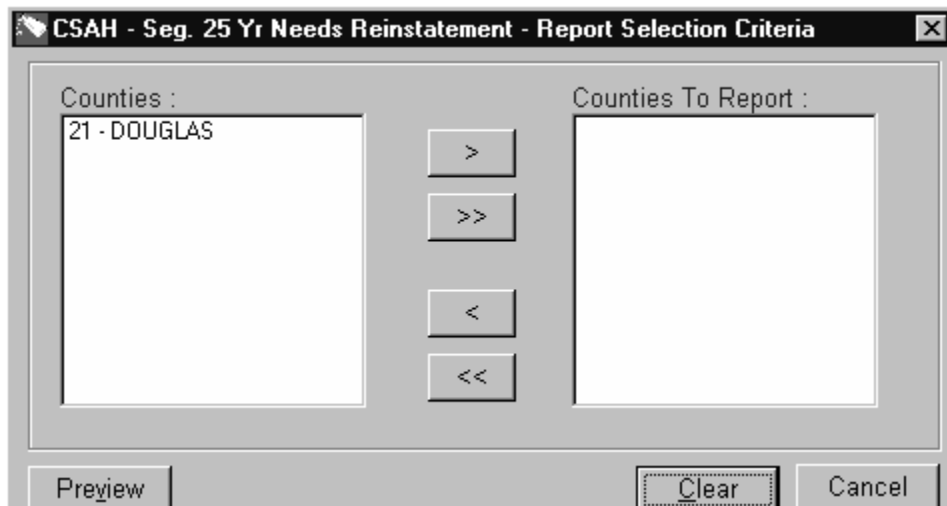 CSAH - Seg. 25 Yr Needs Reinstatement - Report Selection Criteria
Counties :
Counties To Report :
21 - DOUGLAS
>
>>
<
<<
Preview
Clear
Cancel